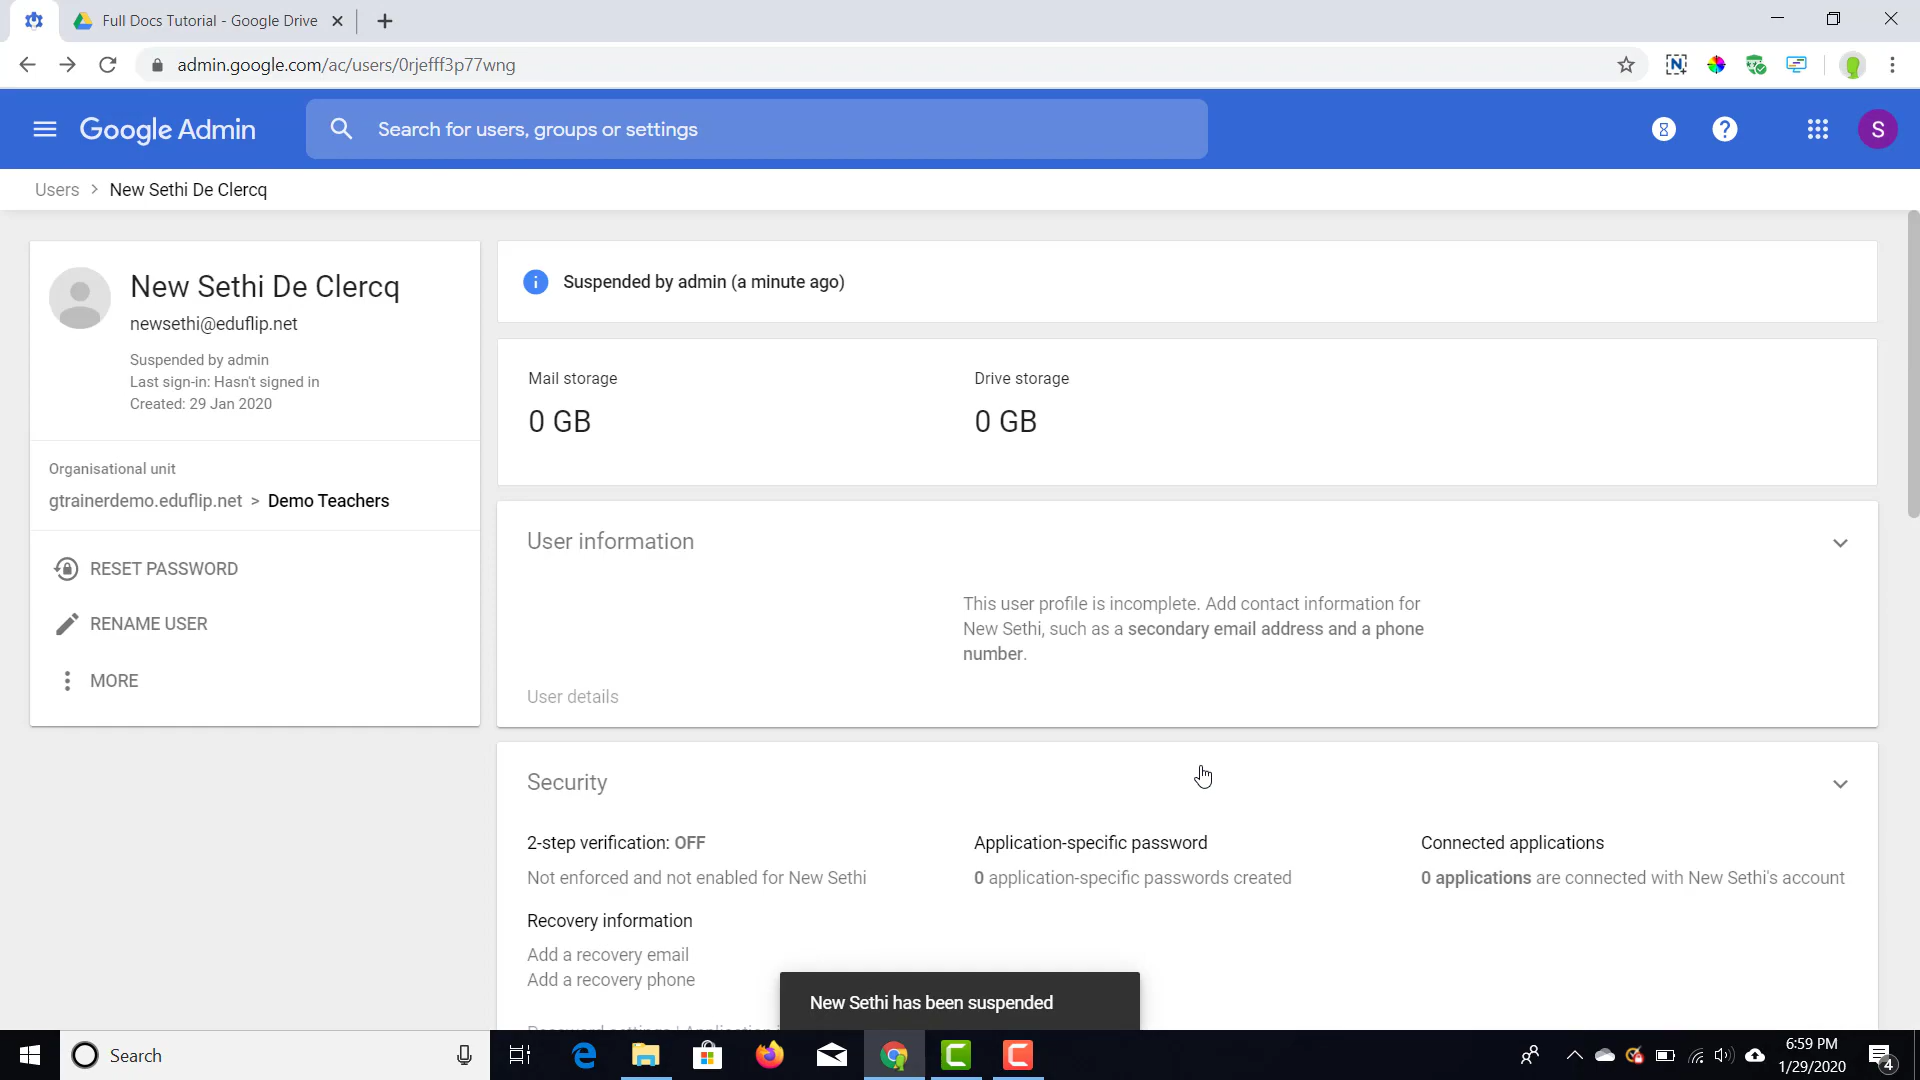 Full Docs Tutorial - Google Drive
admin.google.com/ac/users/0rjefff3p77wng
Google Admin
Search for users, groups or settings
S
Users > New Sethi De Clercq
New Sethi De Clercq
newsethi@eduflip.net
Suspended by admin
Last sign-in: Hasn't signed in
Created: 29 Jan 2020
Organisational unit
gtrainerdemo.eduflip.net > Demo Teachers
RESET PASSWORD
RENAME USER
MORE
Suspended by admin (a minute ago)
Mail storage
0 GB
Drive storage
0 GB
User information
This user profile is incomplete. Add contact information for
New Sethi, such as a secondary email address and a phone
number.
User details
Security
2-step verification: OFF
Not enforced and not enabled for New Sethi
Application-specific password
0 application-specific passwords created
Connected applications
0 applications are connected with New Sethi's account
Recovery information
Add a recovery email
Add a recovery phone
New Sethi has been suspended
Search
6:59 PM
1/29/2020
4